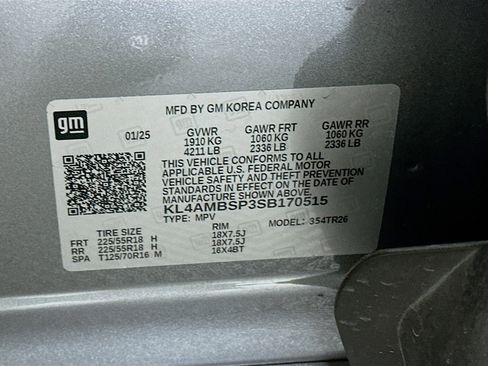 gm
MFD BY GM KOREA COMPANY
01/25 GVWR GAWR FRT GAWR RR
1910 KG 1060 KG 1060 KG
4211 LB 2336 LB 2336 LB
THIS VEHICLE CONFORMS TO ALL
APPLICABLE U.S. FEDERAL MOTOR
VEHICLE SAFETY AND THEFT PREVENTION
STANDARDS IN EFFECT ON THE DATE OF
MANUFACTURE SHOWN ABOVE.
KL4AMBSP3SB170515
TYPE: MPV MODEL: 354TR26
TIRE SIZE RIM
FRT 225/55R18 H 18X7.5J
RR 225/55R18 H 18X7.5J
SPA T125/70R16 M 16X4BT